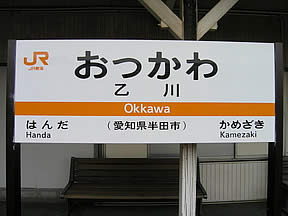 JR
JR東海
おつかわ
乙川
Okkawa
はんだ (愛知県半田市) かめざき
Handa Kamezaki